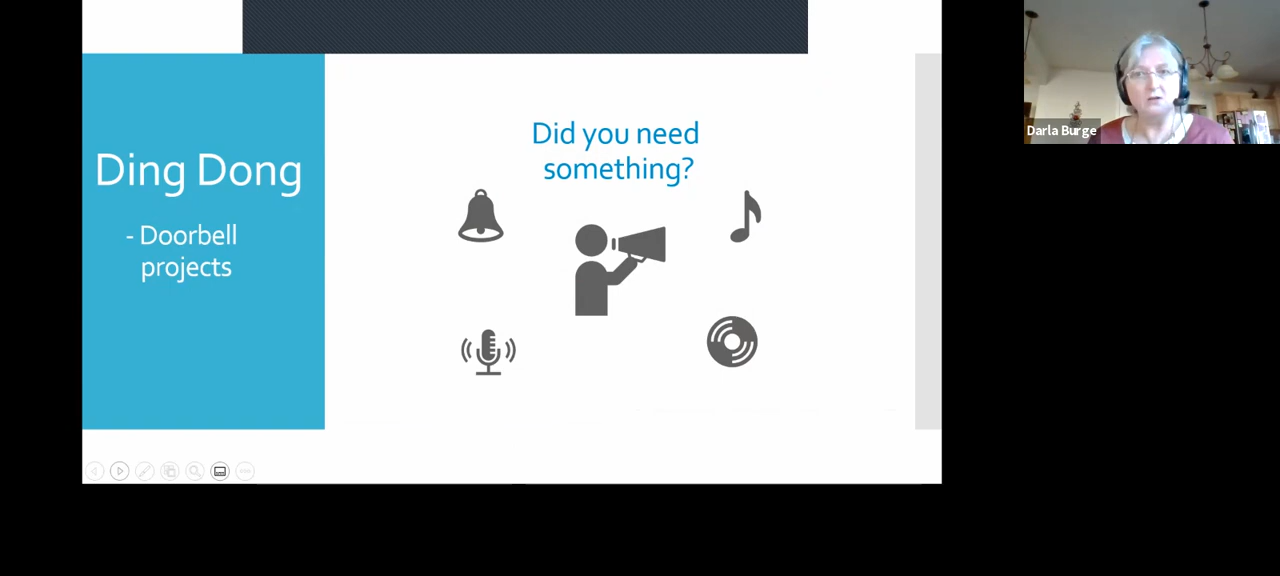 Ding Dong
- Doorbell
projects
Did you need
something?
Darla Burge